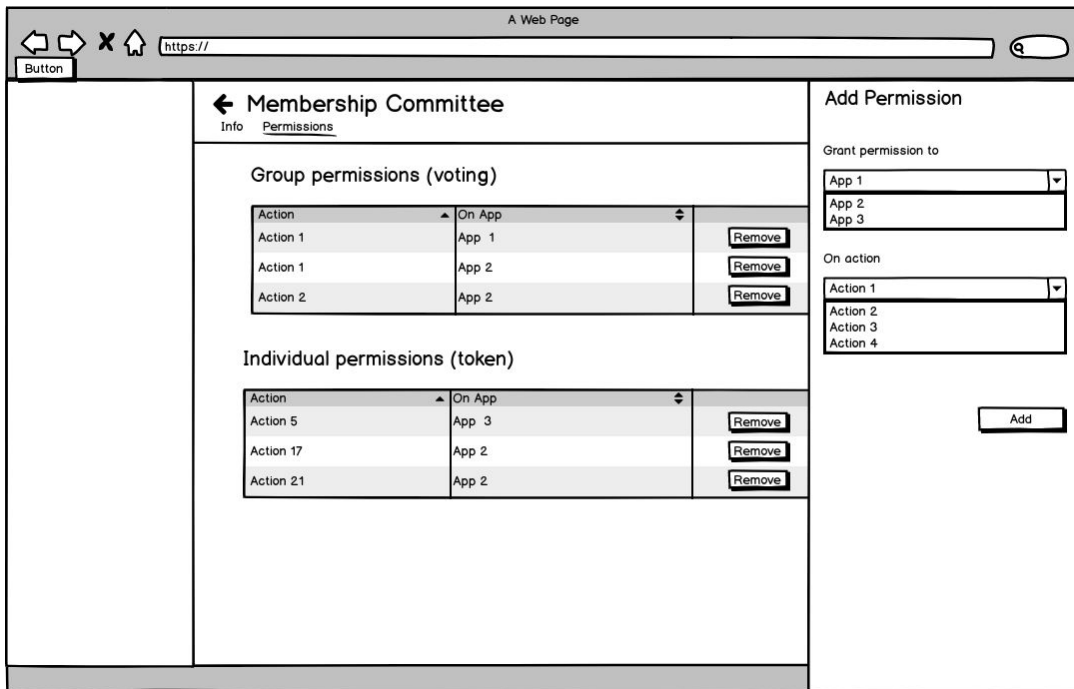 A Web Page
https://
Button
Membership Committee
Info Permissions
Group permissions (voting)
Action On App
Action 1 App 1 Remove
Action 1 App 2 Remove
Action 2 App 2 Remove
Individual permissions (token)
Action On App
Action 5 App 3 Remove
Action 17 App 2 Remove
Action 21 App 2 Remove
Add Permission
Grant permission to
App 1
App 2
App 3
On action
Action 1
Action 2
Action 3
Action 4
Add